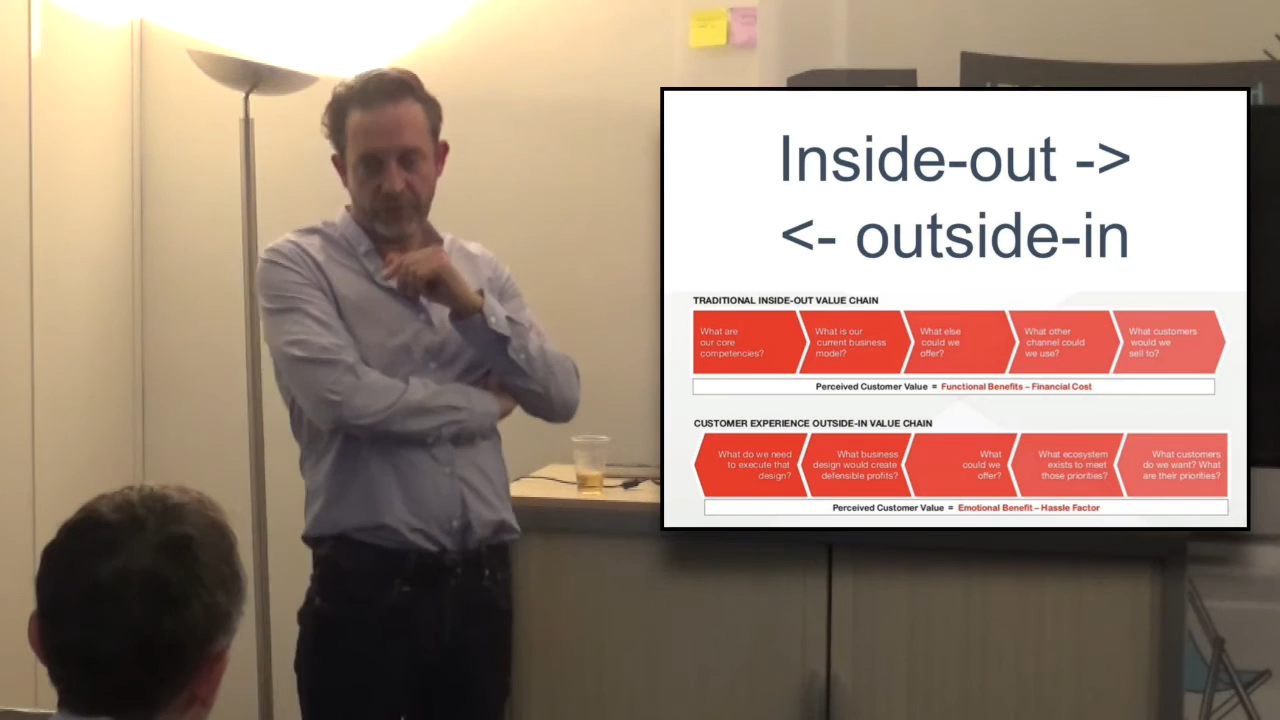 Inside-out ->
<- outside-in
TRADITIONAL INSIDE-OUT VALUE CHAIN
What are
our core
competencies?
What is our
current business
model?
What else
could we
offer?
What other
channel could
we use?
What customers
would we
sell to?
Perceived Customer Value = Functional Benefits – Financial Cost
CUSTOMER EXPERIENCE OUTSIDE-IN VALUE CHAIN
What do we need
to execute that
design?
What business
design would create
defensible profits?
What
could we
offer?
What ecosystem
exists to meet
those priorities?
What customers
do we want? What
are their priorities?
Perceived Customer Value = Emotional Benefit – Hassle Factor